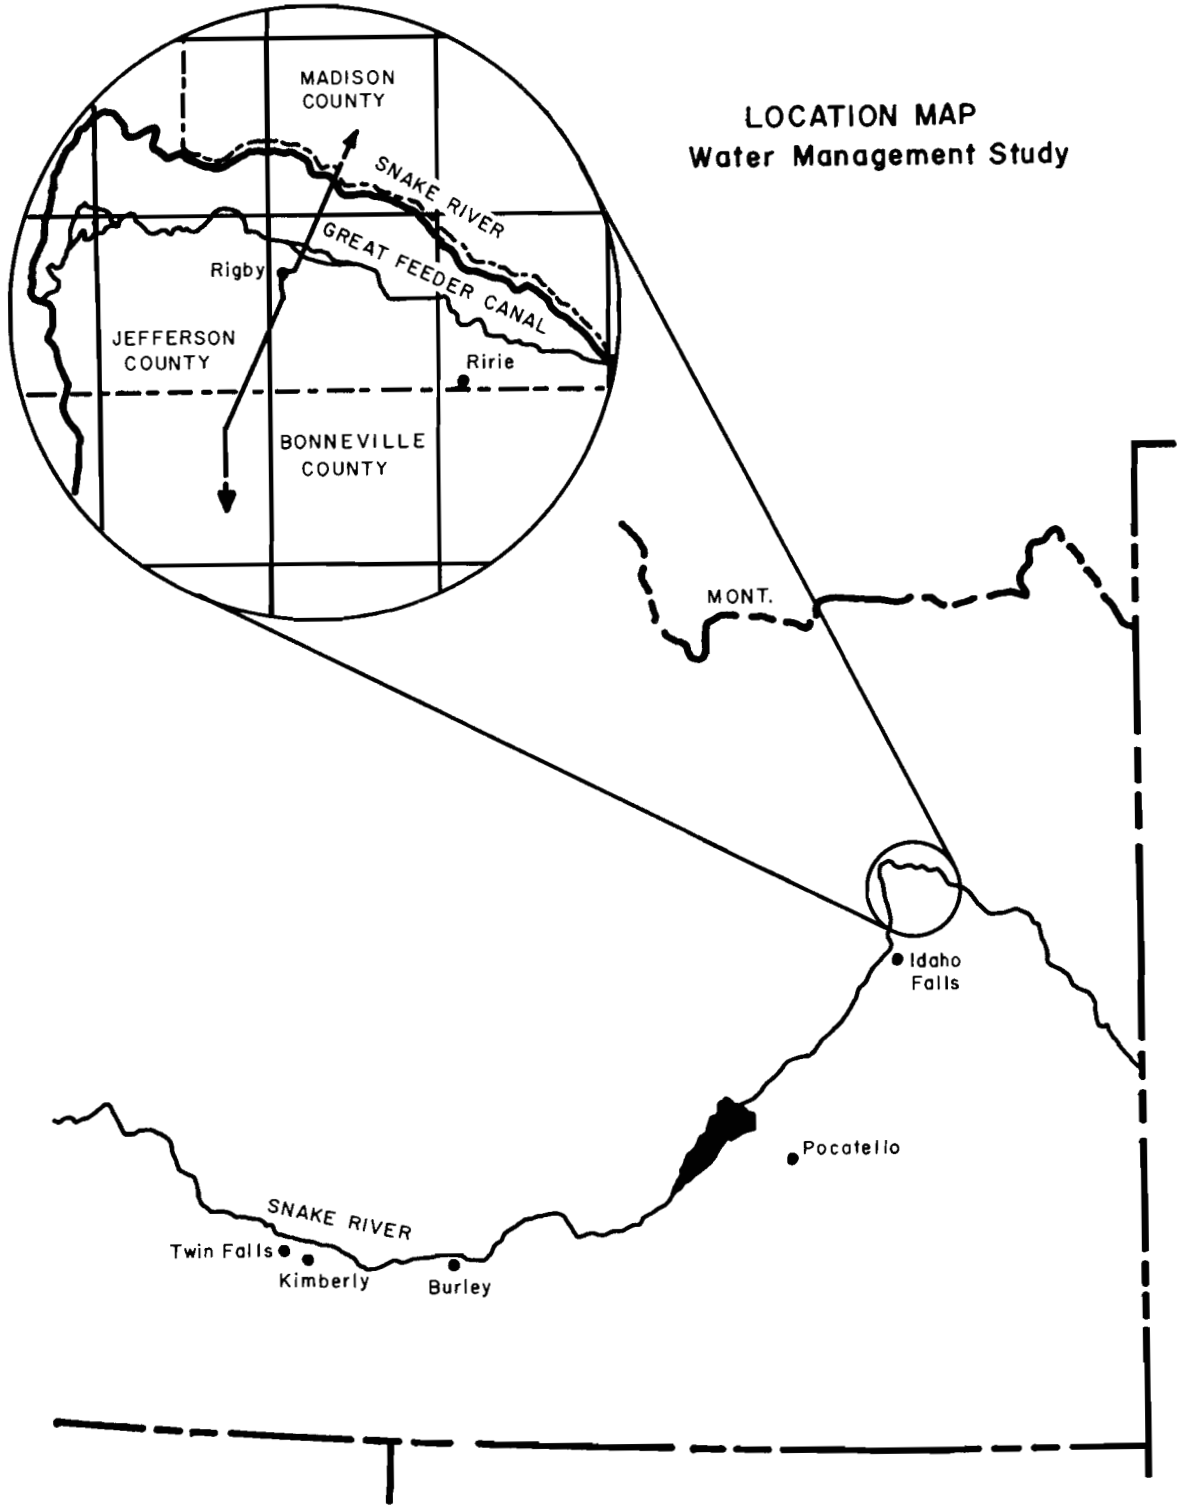 LOCATION MAP
Water Management Study
MADISON
COUNTY
SNAKE RIVER
GREAT FEEDER CANAL
Rigby
JEFFERSON
COUNTY
Ririe
BONNEVILLE
COUNTY
MONT.
Idaho
Falls
Pocatello
SNAKE RIVER
Twin Falls
Kimberly
Burley